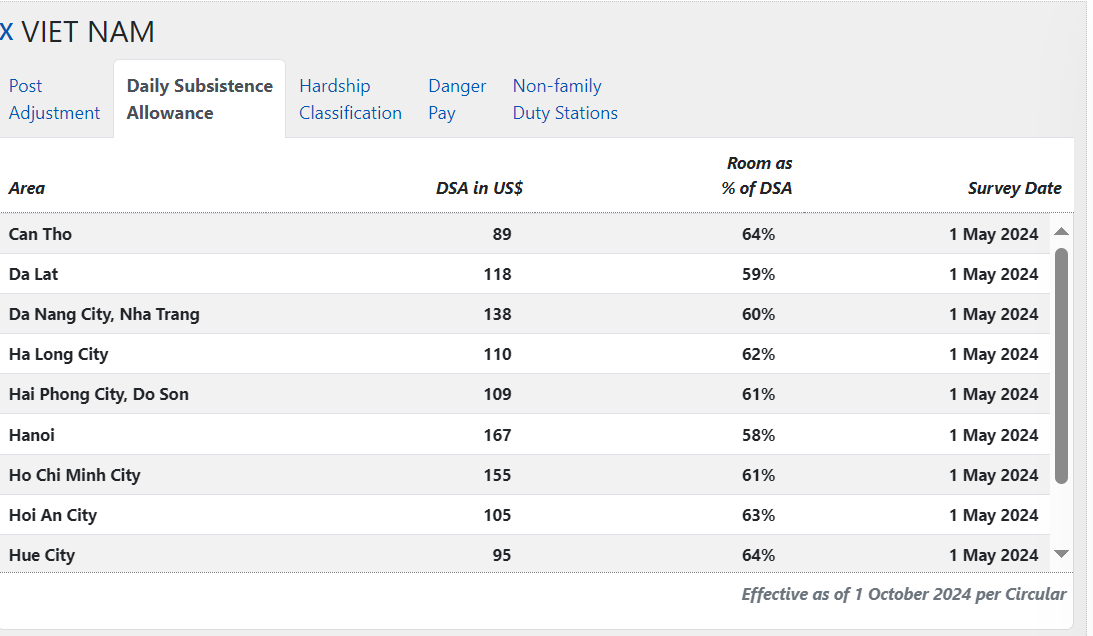 X VIET NAM
Post Adjustment
Daily Subsistence Allowance
Hardship Classification
Danger Pay
Non-family Duty Stations
Area DSA in US$ Room as % of DSA Survey Date
Can Tho 89 64% 1 May 2024
Da Lat 118 59% 1 May 2024
Da Nang City, Nha Trang 138 60% 1 May 2024
Ha Long City 110 62% 1 May 2024
Hai Phong City, Do Son 109 61% 1 May 2024
Hanoi 167 58% 1 May 2024
Ho Chi Minh City 155 61% 1 May 2024
Hoi An City 105 63% 1 May 2024
Hue City 95 64% 1 May 2024
Effective as of 1 October 2024 per Circular